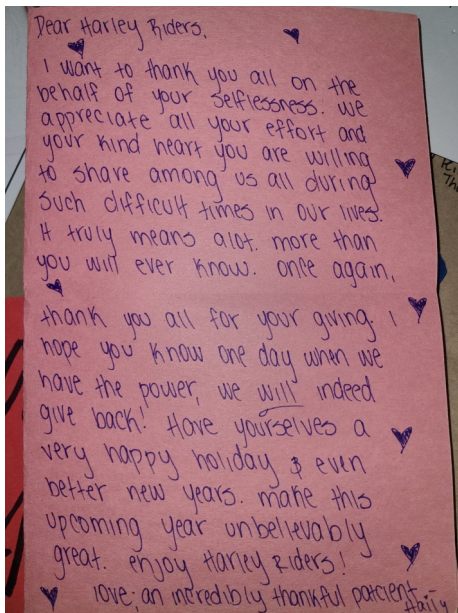 Dear Harley Riders,
I want to thank you all on the
behalf of your selflessness. We
appreciate all your effort and
your kind heart you are willing
to share among us all during
such difficult times in our lives.
It truly means alot. more than
you will ever know. once again,
thank you all for your giving. I
hope you know one day when we
have the power, we will indeed
give back! Have yourselves a
very happy holiday & even
better new years. make this
upcoming year unbelievably
great. enjoy Harley Riders!
love; an incredibly thankful patcient --